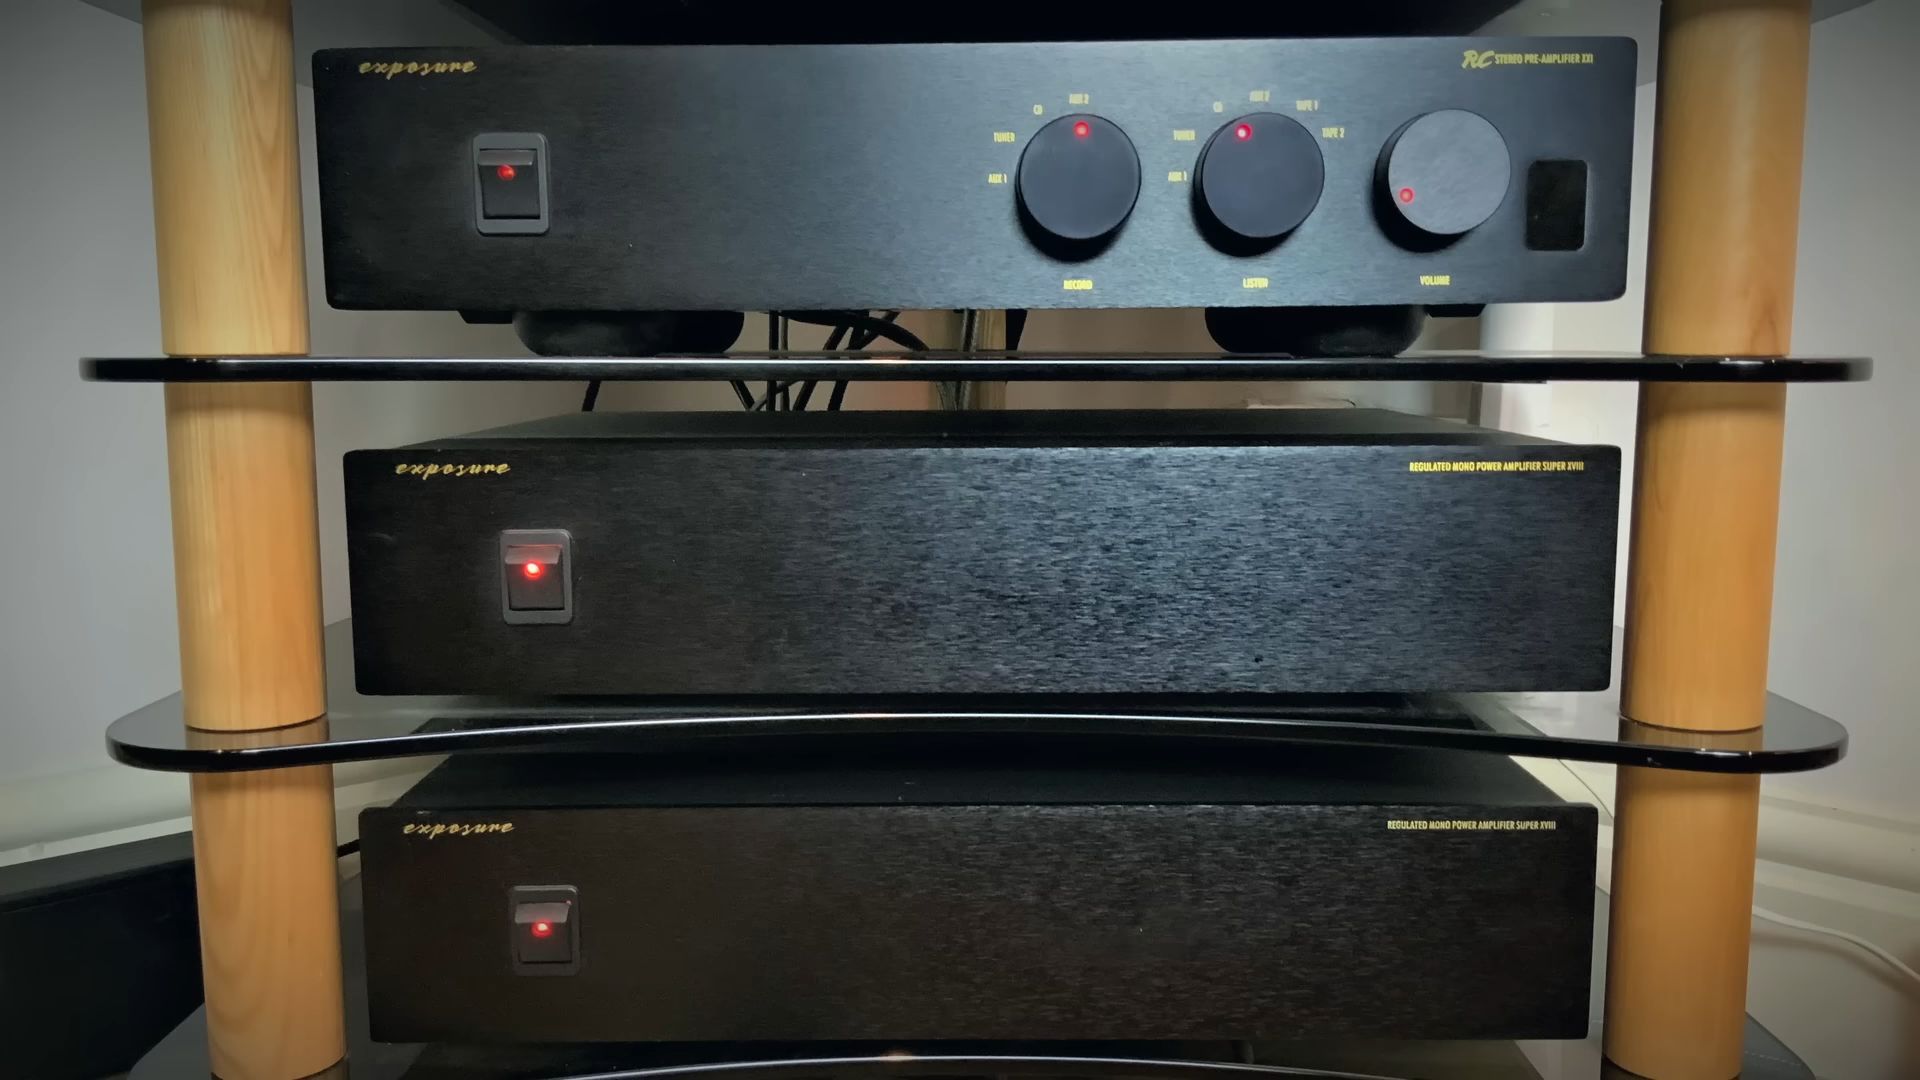 exposure
RC STEREO PRE-AMPLIFIER XXI
AUX 2
CD
TUNER
AUX 1
RECORD
AUX 2
CD
TAPE 1
TUNER
TAPE 2
AUX 1
LISTEN
VOLUME
exposure
REGULATED MONO POWER AMPLIFIER SUPER XVIII
exposure
REGULATED MONO POWER AMPLIFIER SUPER XVIII